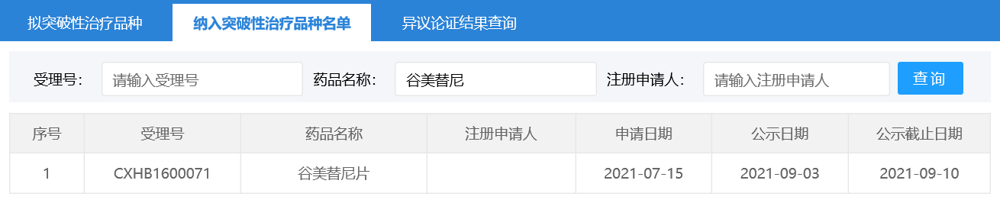 拟突破性治疗品种 纳入突破性治疗品种名单 异议论证结果查询
受理号： 请输入受理号 药品名称： 谷美替尼 注册申请人： 请输入注册申请人 查 询
序号 受理号 药品名称 注册申请人 申请日期 公示日期 公示截止日期
1 CXHB1600071 谷美替尼片 2021-07-15 2021-09-03 2021-09-10